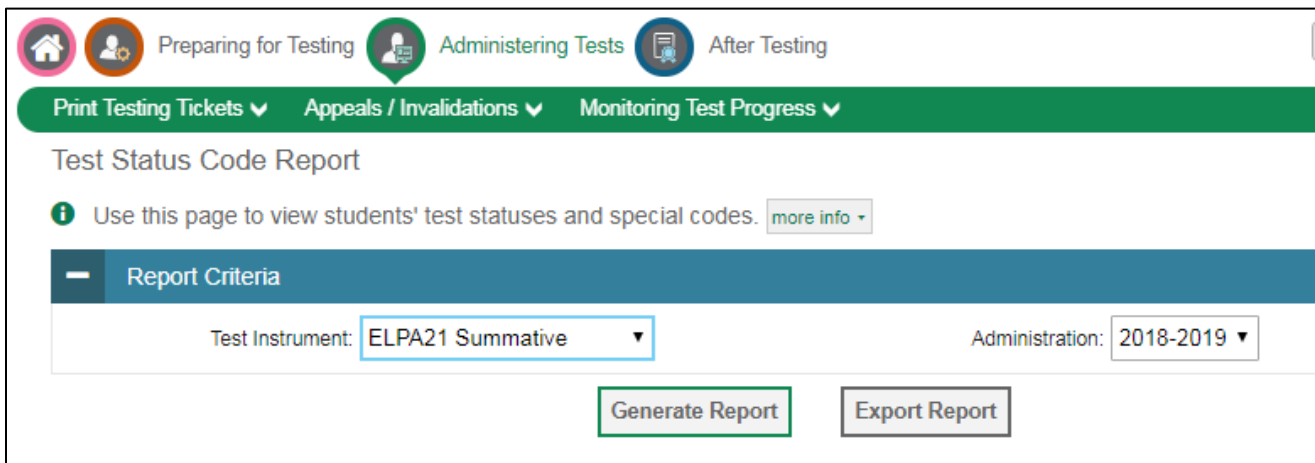 Preparing for Testing Administering Tests After Testing
Print Testing Tickets Appeals / Invalidations Monitoring Test Progress
Test Status Code Report
Use this page to view students' test statuses and special codes. more info
Report Criteria
Test Instrument: ELPA21 Summative Administration: 2018-2019
Generate Report Export Report